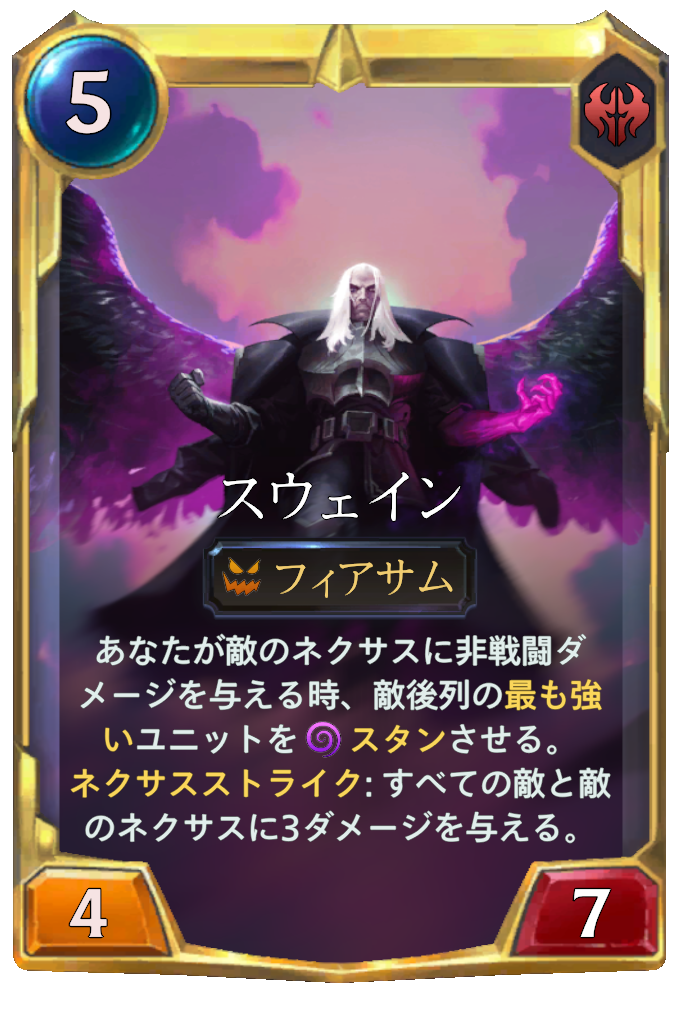 5
スウェイン
フィアサム
あなたが敵のネクサスに非戦闘ダ
メージを与える時、敵後列の最も強
いユニットを スタンさせる。
ネクサスストライク: すべての敵と敵
のネクサスに3ダメージを与える。
4
7